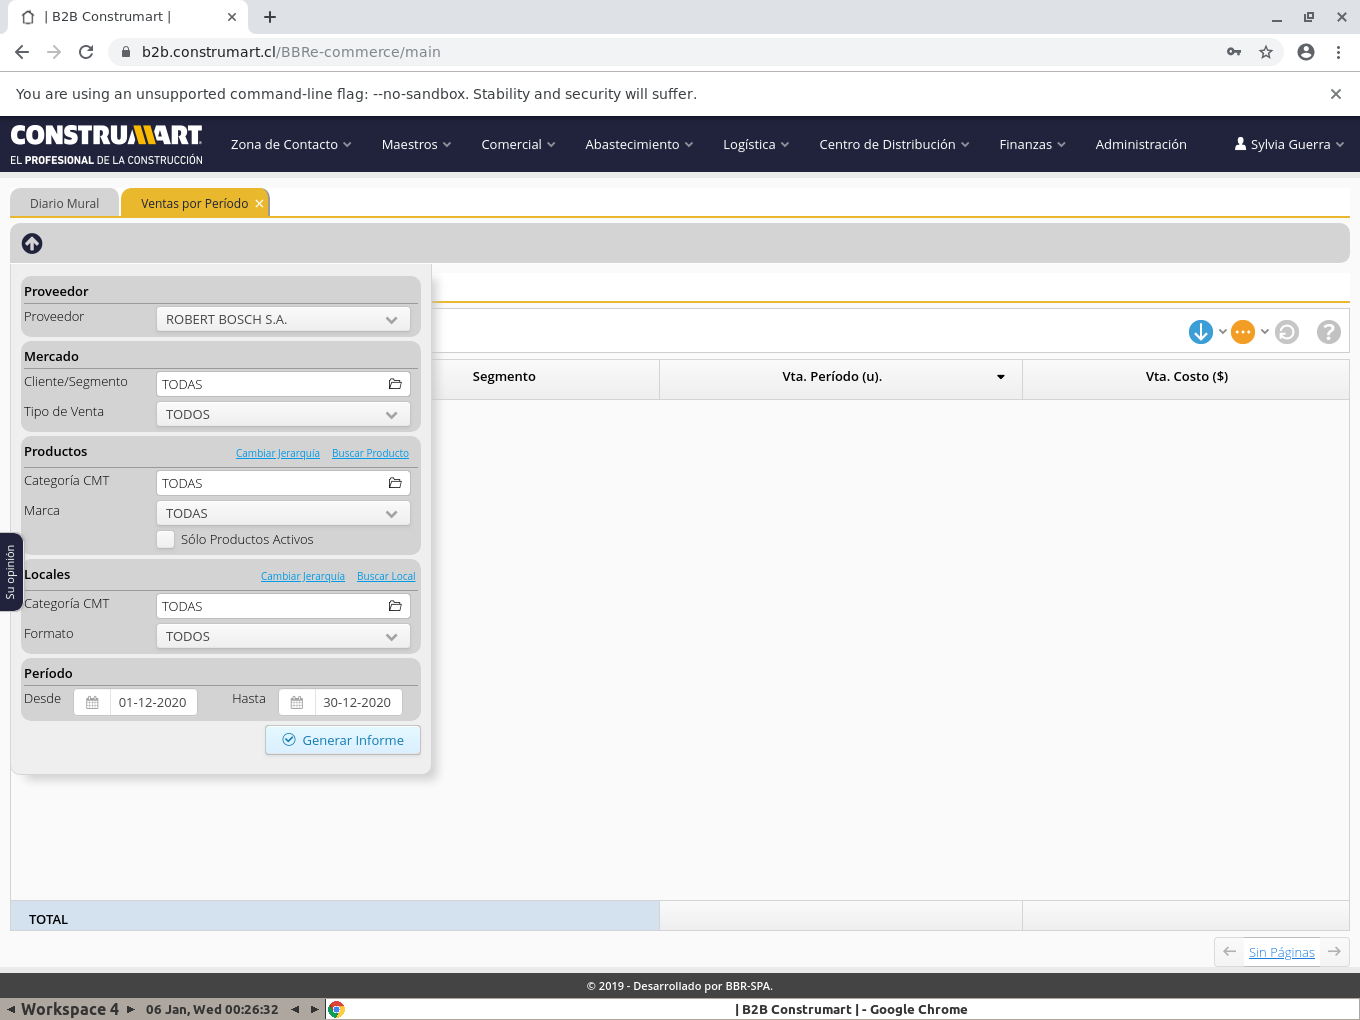 | B2B Construmart |
b2b.construmart.cl/BBRe-commerce/main
You are using an unsupported command-line flag: --no-sandbox. Stability and security will suffer.
CONSTRUMART
EL PROFESIONAL DE LA CONSTRUCCIÓN
Zona de Contacto Maestros Comercial Abastecimiento Logística Centro de Distribución Finanzas Administración Sylvia Guerra
Diario Mural Ventas por Período
Proveedor
Proveedor ROBERT BOSCH S.A.
Mercado
Cliente/Segmento TODAS
Tipo de Venta TODOS
Productos Cambiar Jerarquía Buscar Producto
Categoría CMT TODAS
Marca TODAS
Sólo Productos Activos
Locales Cambiar Jerarquía Buscar Local
Categoría CMT TODAS
Formato TODOS
Período
Desde 01-12-2020 Hasta 30-12-2020
Generar Informe
Su opinión
Segmento Vta. Período (u). Vta. Costo ($)
TOTAL
Sin Páginas
© 2019 - Desarrollado por BBR-SPA.
Workspace 4 06 Jan, Wed 00:26:32 | B2B Construmart | - Google Chrome